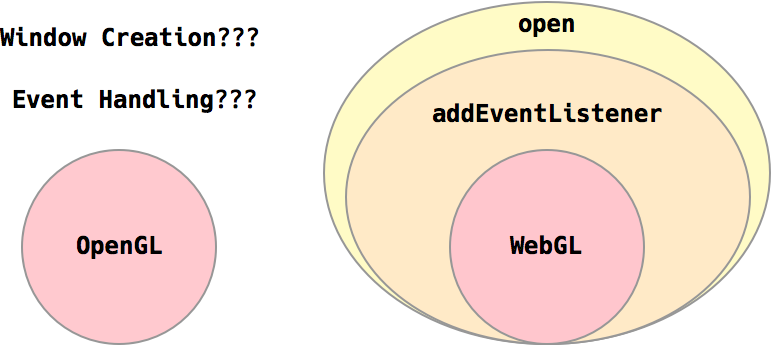 Window Creation???
Event Handling???
OpenGL
open
addEventListener
WebGL